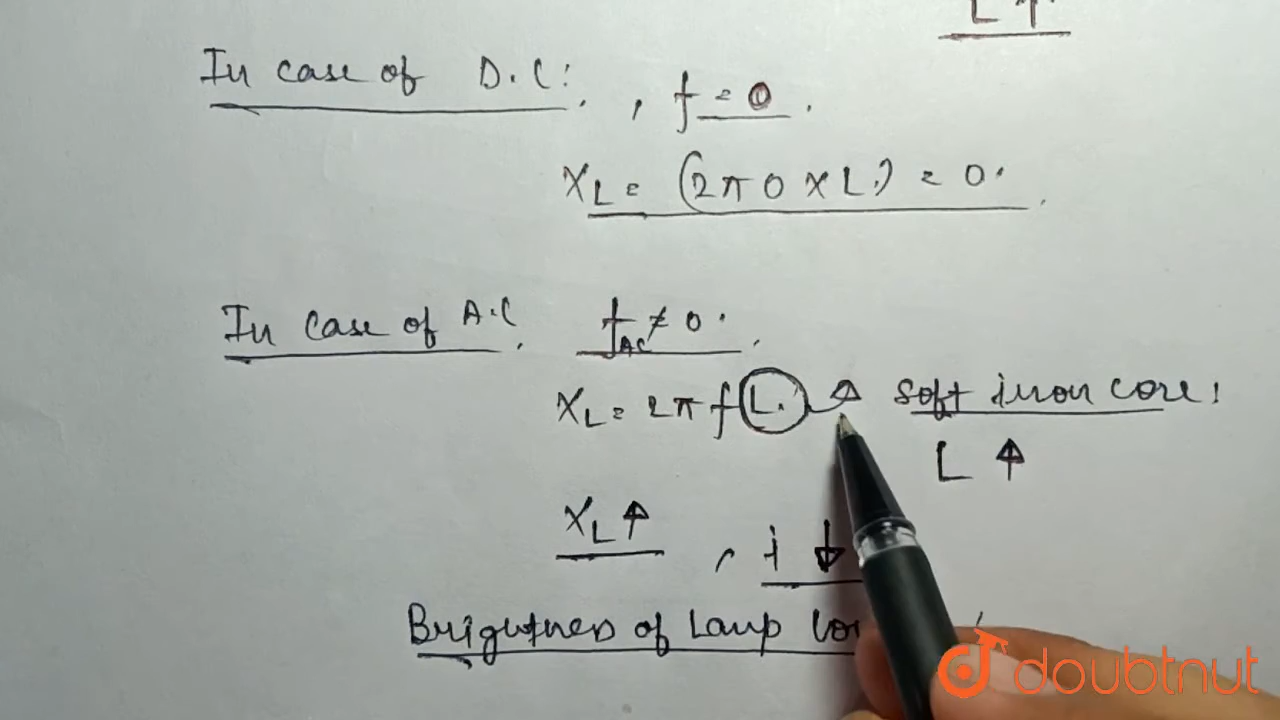 L ↑
In case of D.C:
, f = 0 .
X_L = (2π 0 X L.) = 0.
In case of A.C. f_AC ≠ 0 .
X_L = 2π f L. ↑ Soft iron core:
L ↑
X_L ↑ , i ↓
Brightness of Lamp
doubtnut